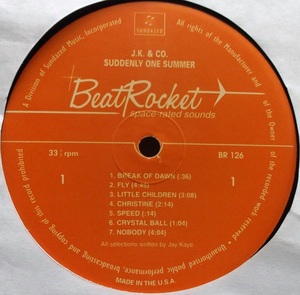 A Division of Sundazed Music, Incorporated
SUNDAZED
All rights of the Manufacturer and
Owner of the recorded work reserved
J.K. & CO.
SUDDENLY ONE SUMMER
BeatRocket
space-rated sounds
33⅓ rpm
BR 126
1
1
1. BREAK OF DAWN (:36)
2. FLY (4:45)
3. LITTLE CHILDREN (3:08)
4. CHRISTINE (2:14)
5. SPEED (:14)
6. CRYSTAL BALL (1:04)
7. NOBODY (4:04)
All selections written by Jay Kaye
Unauthorized public performance, broadcasting and copying of this record prohibited
MADE IN THE U.S.A.